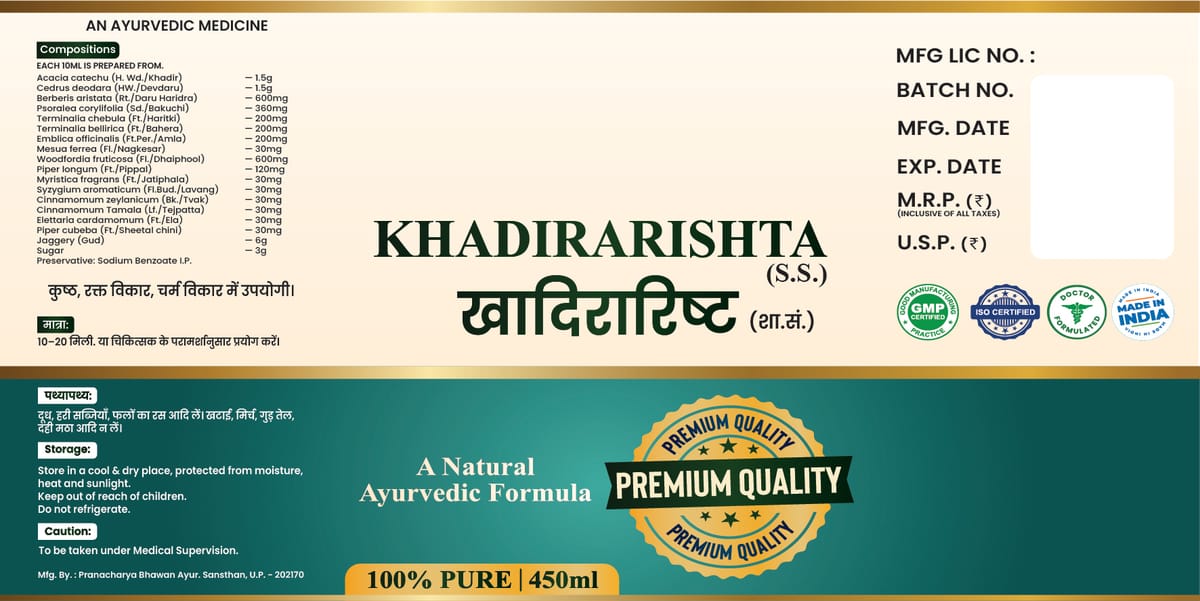 AN AYURVEDIC MEDICINE
Compositions
EACH 10ML IS PREPARED FROM.
Acacia catechu (H. Wd./Khadir) – 1.5g
Cedrus deodara (HW./Devdaru) – 1.5g
Berberis aristata (Rt./Daru Haridra) – 600mg
Psoralea corylifolia (Sd./Bakuchi) – 360mg
Terminalia chebula (Ft./Haritki) – 200mg
Terminalia bellirica (Ft./Bahera) – 200mg
Emblica officinalis (Ft.Per./Amla) – 200mg
Mesua ferrea (Fl./Nagkesar) – 30mg
Woodfordia fruticosa (Fl./Dhaiphool) – 600mg
Piper longum (Ft./Pippal) – 120mg
Myristica fragrans (Ft./Jatiphala) – 30mg
Syzygium aromaticum (Fl.Bud./Lavang) – 30mg
Cinnamomum zeylanicum (Bk./Tvak) – 30mg
Cinnamomum Tamala (Lf./Tejpatta) – 30mg
Elettaria cardamomum (Ft./Ela) – 30mg
Piper cubeba (Ft./Sheetal chini) – 30mg
Jaggery (Gud) – 6g
Sugar – 3g
Preservative: Sodium Benzoate I.P.
कुष्ठ, रक्त विकार, चर्म विकार में उपयोगी।
मात्रा:
10-20 मिली. या चिकित्सक के परामर्शानुसार प्रयोग करें।
पथ्यापथ्य:
दूध, हरी सब्जियाँ, फलों का रस आदि लें। खटाई, मिर्च, गुड़ तेल,
दही मठा आदि न लें।
Storage:
Store in a cool & dry place, protected from moisture,
heat and sunlight.
Keep out of reach of children.
Do not refrigerate.
Caution:
To be taken under Medical Supervision.
Mfg. By. : Pranacharya Bhawan Ayur. Sansthan, U.P. - 202170
KHADIRARISHTA
(S.S.)
खादिरारिष्ट (शा.सं.)
A Natural
Ayurvedic Formula
PREMIUM QUALITY
PREMIUM QUALITY
PREMIUM QUALITY
100% PURE | 450ml
MFG LIC NO. :
BATCH NO.
MFG. DATE
EXP. DATE
M.R.P. (₹)
(INCLUSIVE OF ALL TAXES)
U.S.P. (₹)
GOOD MANUFACTURING
GMP
CERTIFIED
PRACTICE
ISO CERTIFIED
DOCTOR
FORMULATED
MADE IN INDIA
MADE IN
INDIA
YAHI HI SOCH